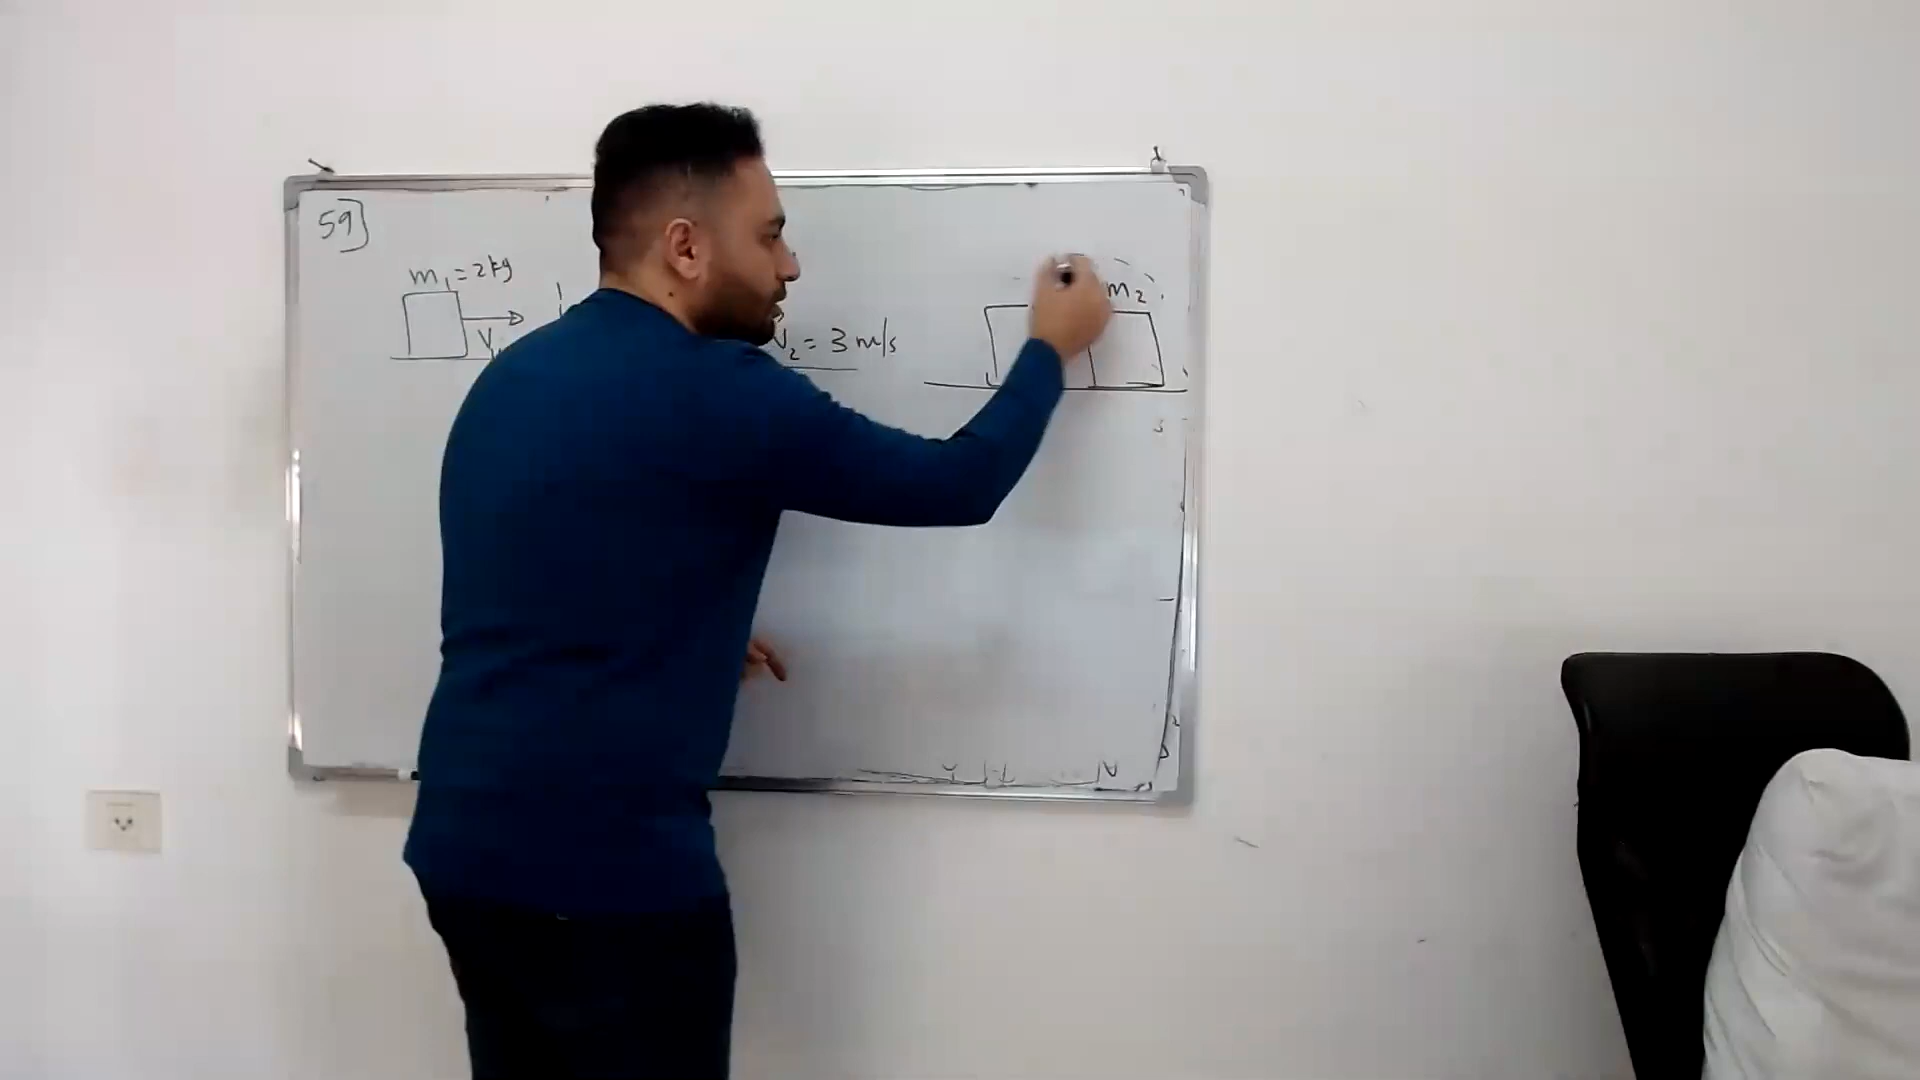 59]
m₁ = 2kg
V₂ = 3 m/s
m₂